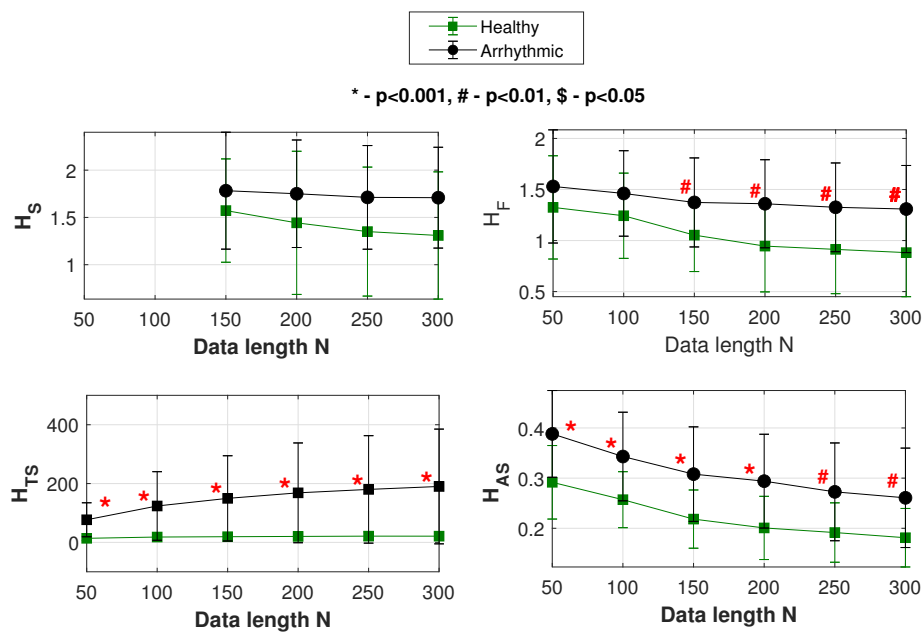 Healthy
Arrhythmic
* - p<0.001, # - p<0.01, $ - p<0.05
2
1.5
1
H_S
50 100 150 200 250 300
Data length N
2
1.5
1
0.5
H_F
# # # #
50 100 150 200 250 300
Data length N
400
200
0
H_TS
* * * * * *
50 100 150 200 250 300
Data length N
0.4
0.3
0.2
H_AS
* * * * # #
50 100 150 200 250 300
Data length N